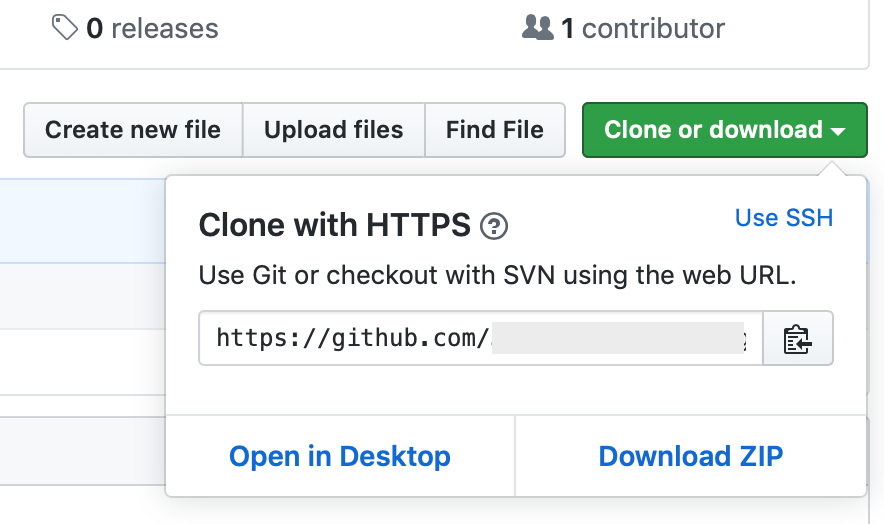 0 releases
1 contributor
Create new file
Upload files
Find File
Clone or download
Clone with HTTPS
Use SSH
Use Git or checkout with SVN using the web URL.
https://github.com/
Open in Desktop
Download ZIP